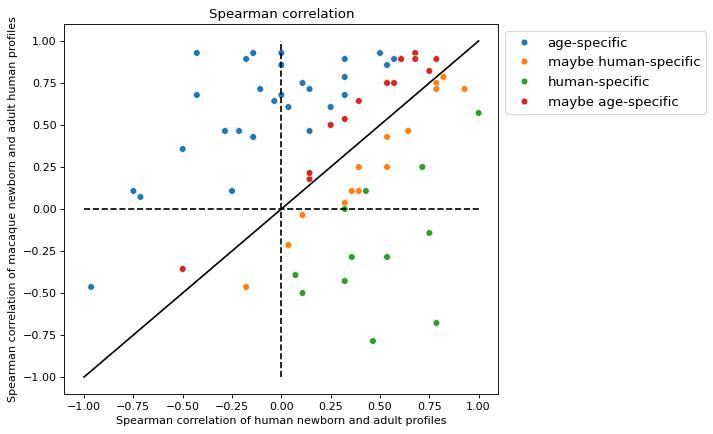 Spearman correlation
Spearman correlation of macaque newborn and adult human profiles
1.00
0.75
0.50
0.25
0.00
−0.25
−0.50
−0.75
−1.00
−1.00 −0.75 −0.50 −0.25 0.00 0.25 0.50 0.75 1.00
Spearman correlation of human newborn and adult profiles
age-specific
maybe human-specific
human-specific
maybe age-specific